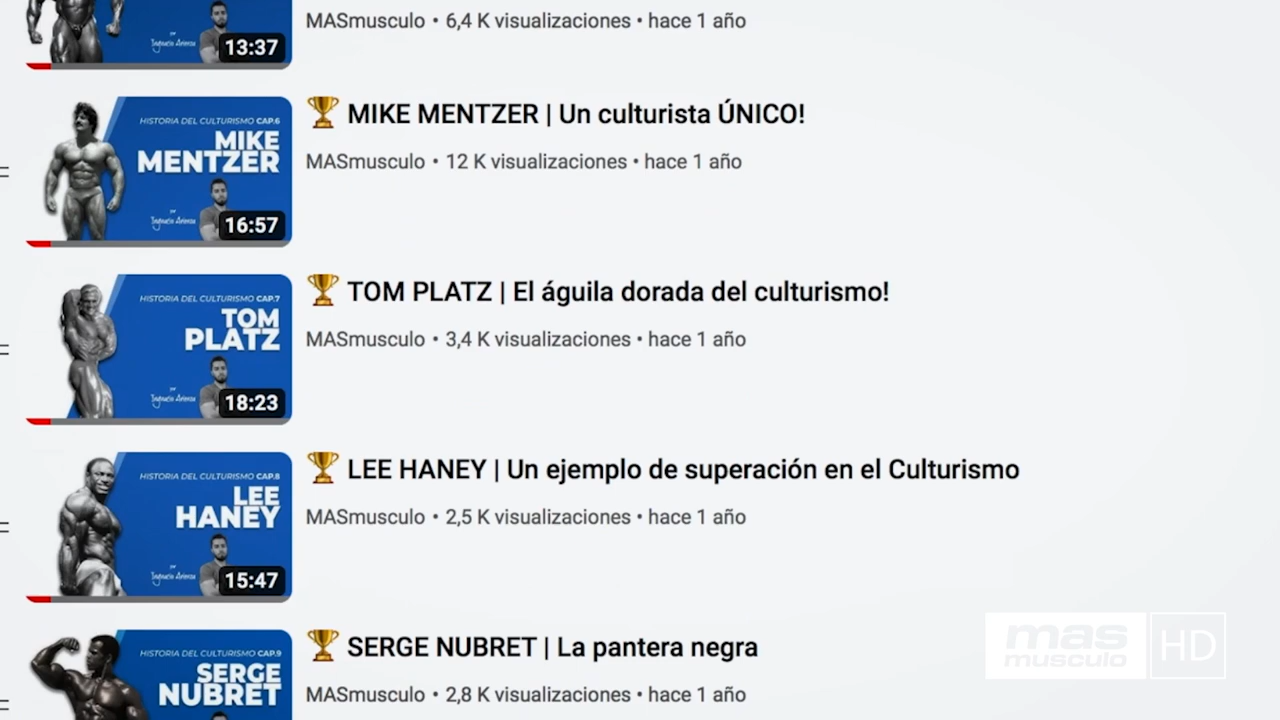 MASmusculo • 6,4 K visualizaciones • hace 1 año
13:37
🏆 MIKE MENTZER | Un culturista ÚNICO!
MASmusculo • 12 K visualizaciones • hace 1 año
HISTORIA DEL CULTURISMO CAP.6
MIKE
MENTZER
16:57
🏆 TOM PLATZ | El águila dorada del culturismo!
MASmusculo • 3,4 K visualizaciones • hace 1 año
HISTORIA DEL CULTURISMO CAP.7
TOM
PLATZ
18:23
🏆 LEE HANEY | Un ejemplo de superación en el Culturismo
MASmusculo • 2,5 K visualizaciones • hace 1 año
HISTORIA DEL CULTURISMO CAP.8
LEE
HANEY
15:47
🏆 SERGE NUBRET | La pantera negra
MASmusculo • 2,8 K visualizaciones • hace 1 año
HISTORIA DEL CULTURISMO CAP.9
SERGE
NUBRET
mas
musculo
HD